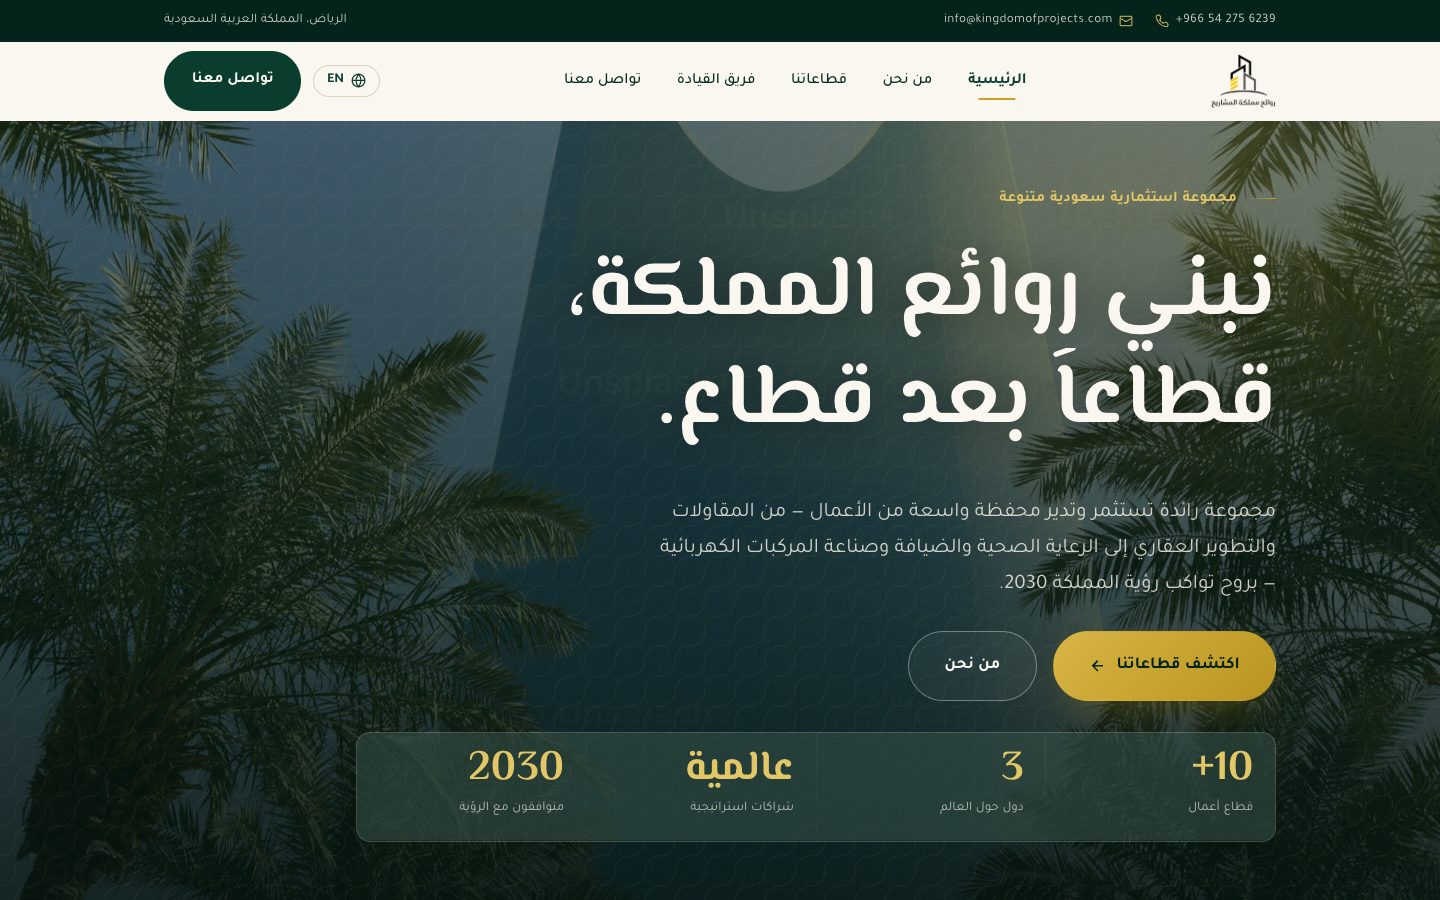 +966 54 275 6239
info@kingdomofprojects.com
الرياض، المملكة العربية السعودية
روائع مملكة المشاريع
الرئيسية
من نحن
قطاعاتنا
فريق القيادة
تواصل معنا
EN
تواصل معنا
مجموعة استثمارية سعودية متنوعة
نبني روائع المملكة،
قطاعاً بعد قطاع.
مجموعة رائدة تستثمر وتدير محفظة واسعة من الأعمال – من المقاولات
والتطوير العقاري إلى الرعاية الصحية والضيافة وصناعة المركبات الكهربائية
– بروح تواكب رؤية المملكة 2030.
اكتشف قطاعاتنا
من نحن
+10
قطاع أعمال
3
دول حول العالم
عالمية
شراكات استراتيجية
2030
متوافقون مع الرؤية